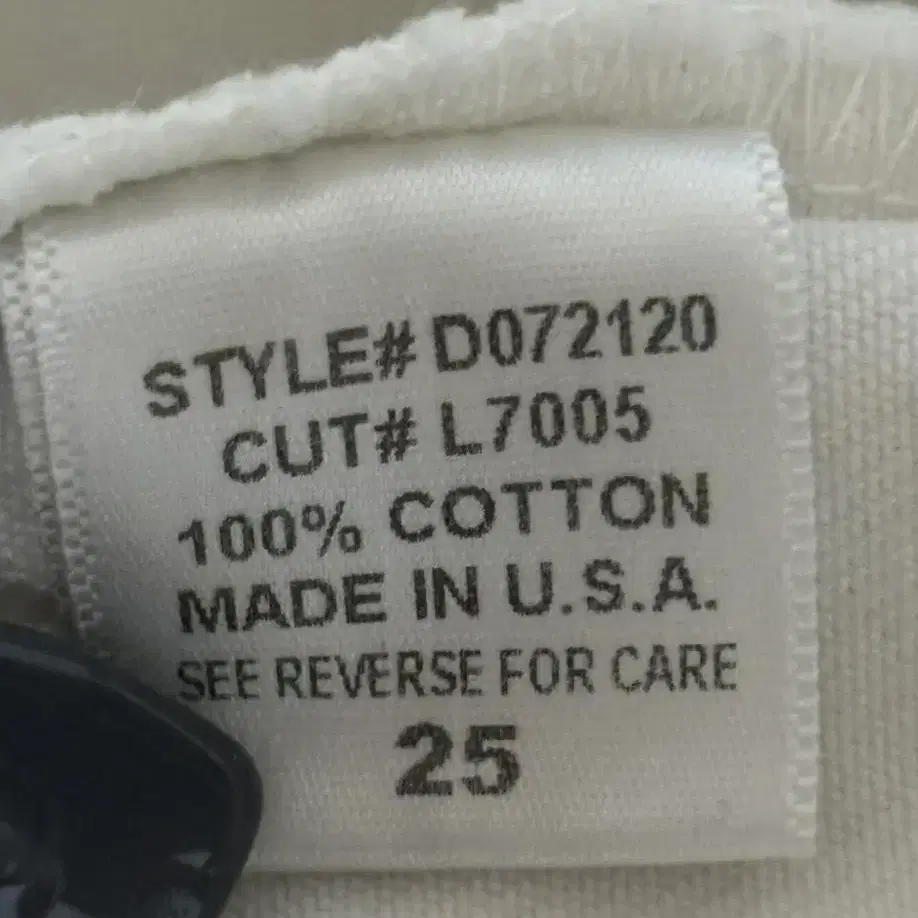 STYLE# D072120
CUT# L7005
100% COTTON
MADE IN U.S.A.
SEE REVERSE FOR CARE
25